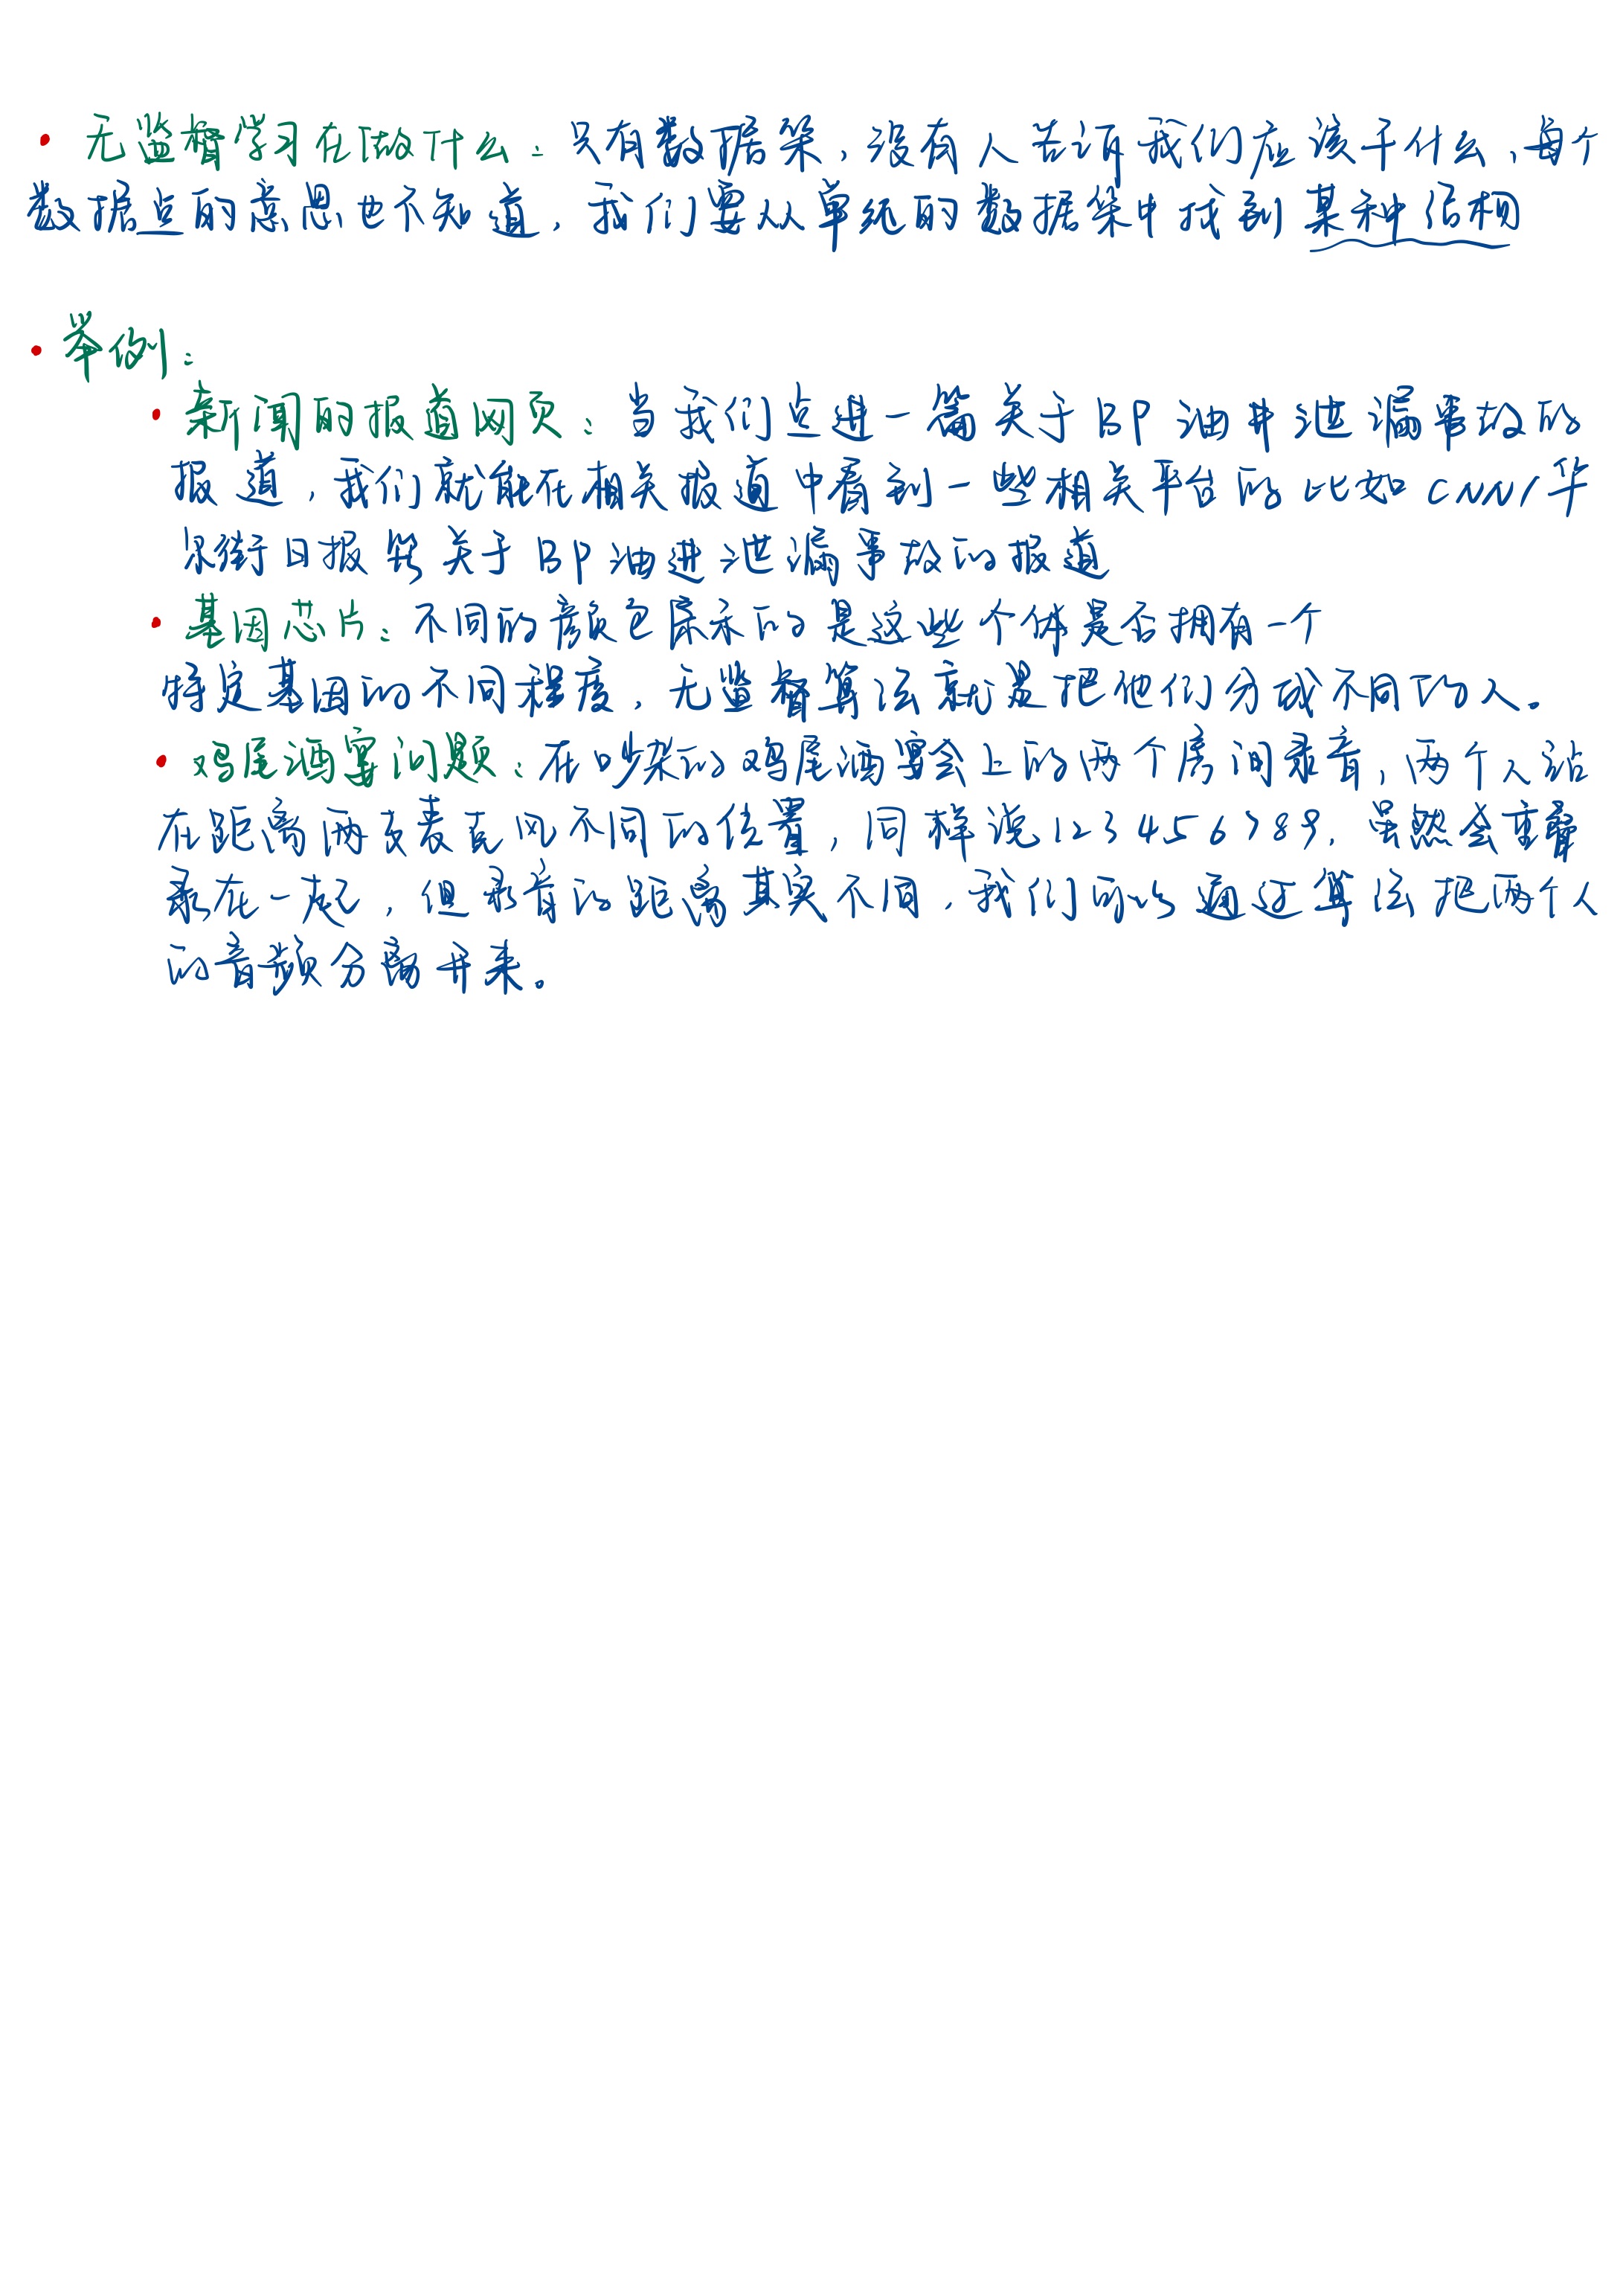 · 无监督学习在做什么：只有数据集，没有人告诉我们应该干什么，每个
数据点的意思也不知道，我们要从单纯的数据集中找到某种结构
· 举例：
· 新闻的报道网页：当我们点进一篇关于BP油井泄漏事故的
报道，我们就能在相关报道中看到一些相关平台的比如CNN/华
尔街日报等关于BP油进泄漏事故的报道
· 基因芯片：不同的颜色展示的是这些个体是否拥有一个
特定基因的不同程度，无监督算法就是把他们分成不同的人。
· 鸡尾酒宴问题：在吵杂的鸡尾酒宴会上的两个房间录音，两个人站
在距离两支麦克风不同的位置，同样说123456789，虽然会重叠
录在一起，但录音的距离其实不同，我们可以通过算法把两个人
的音频分离开来。